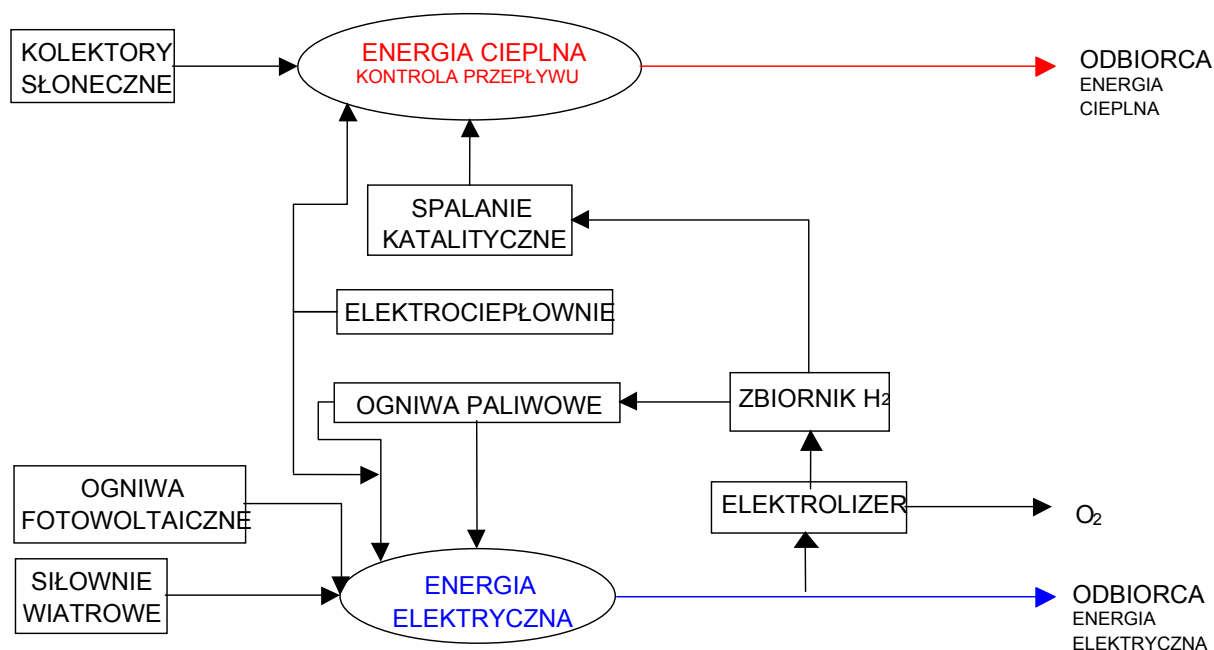 KOLEKTORY
SŁONECZNE
ENERGIA CIEPLNA
KONTROLA PRZEPŁYWU
ODBIORCA
ENERGIA
CIEPLNA
SPALANIE
KATALITYCZNE
ELEKTROCIEPŁOWNIE
OGNIWA PALIWOWE
ZBIORNIK H2
OGNIWA
FOTOWOLTAICZNE
ELEKTROLIZER
O2
SIŁOWNIE
WIATROWE
ENERGIA
ELEKTRYCZNA
ODBIORCA
ENERGIA
ELEKTRYCZNA